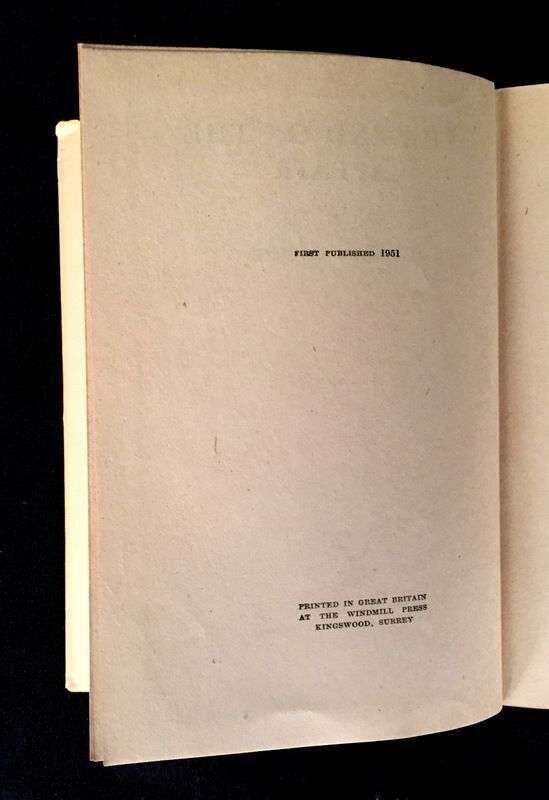 FIRST PUBLISHED 1951
PRINTED IN GREAT BRITAIN
AT THE WINDMILL PRESS
KINGSWOOD, SURREY